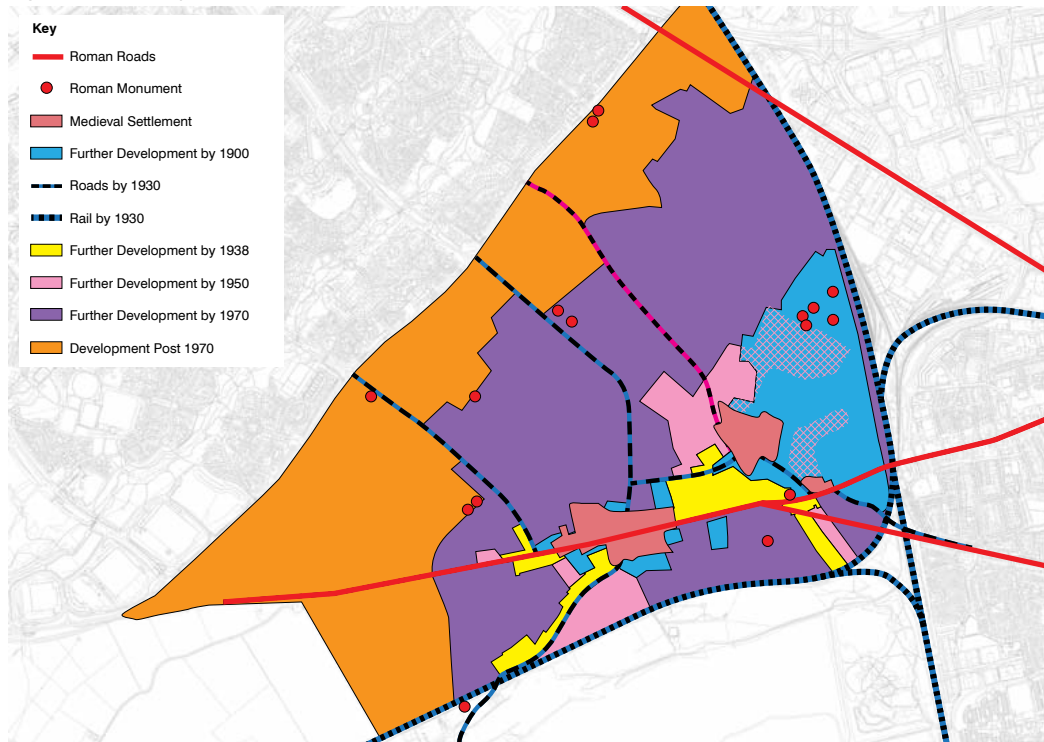 Key
Roman Roads
Roman Monument
Medieval Settlement
Further Development by 1900
Roads by 1930
Rail by 1930
Further Development by 1938
Further Development by 1950
Further Development by 1970
Development Post 1970